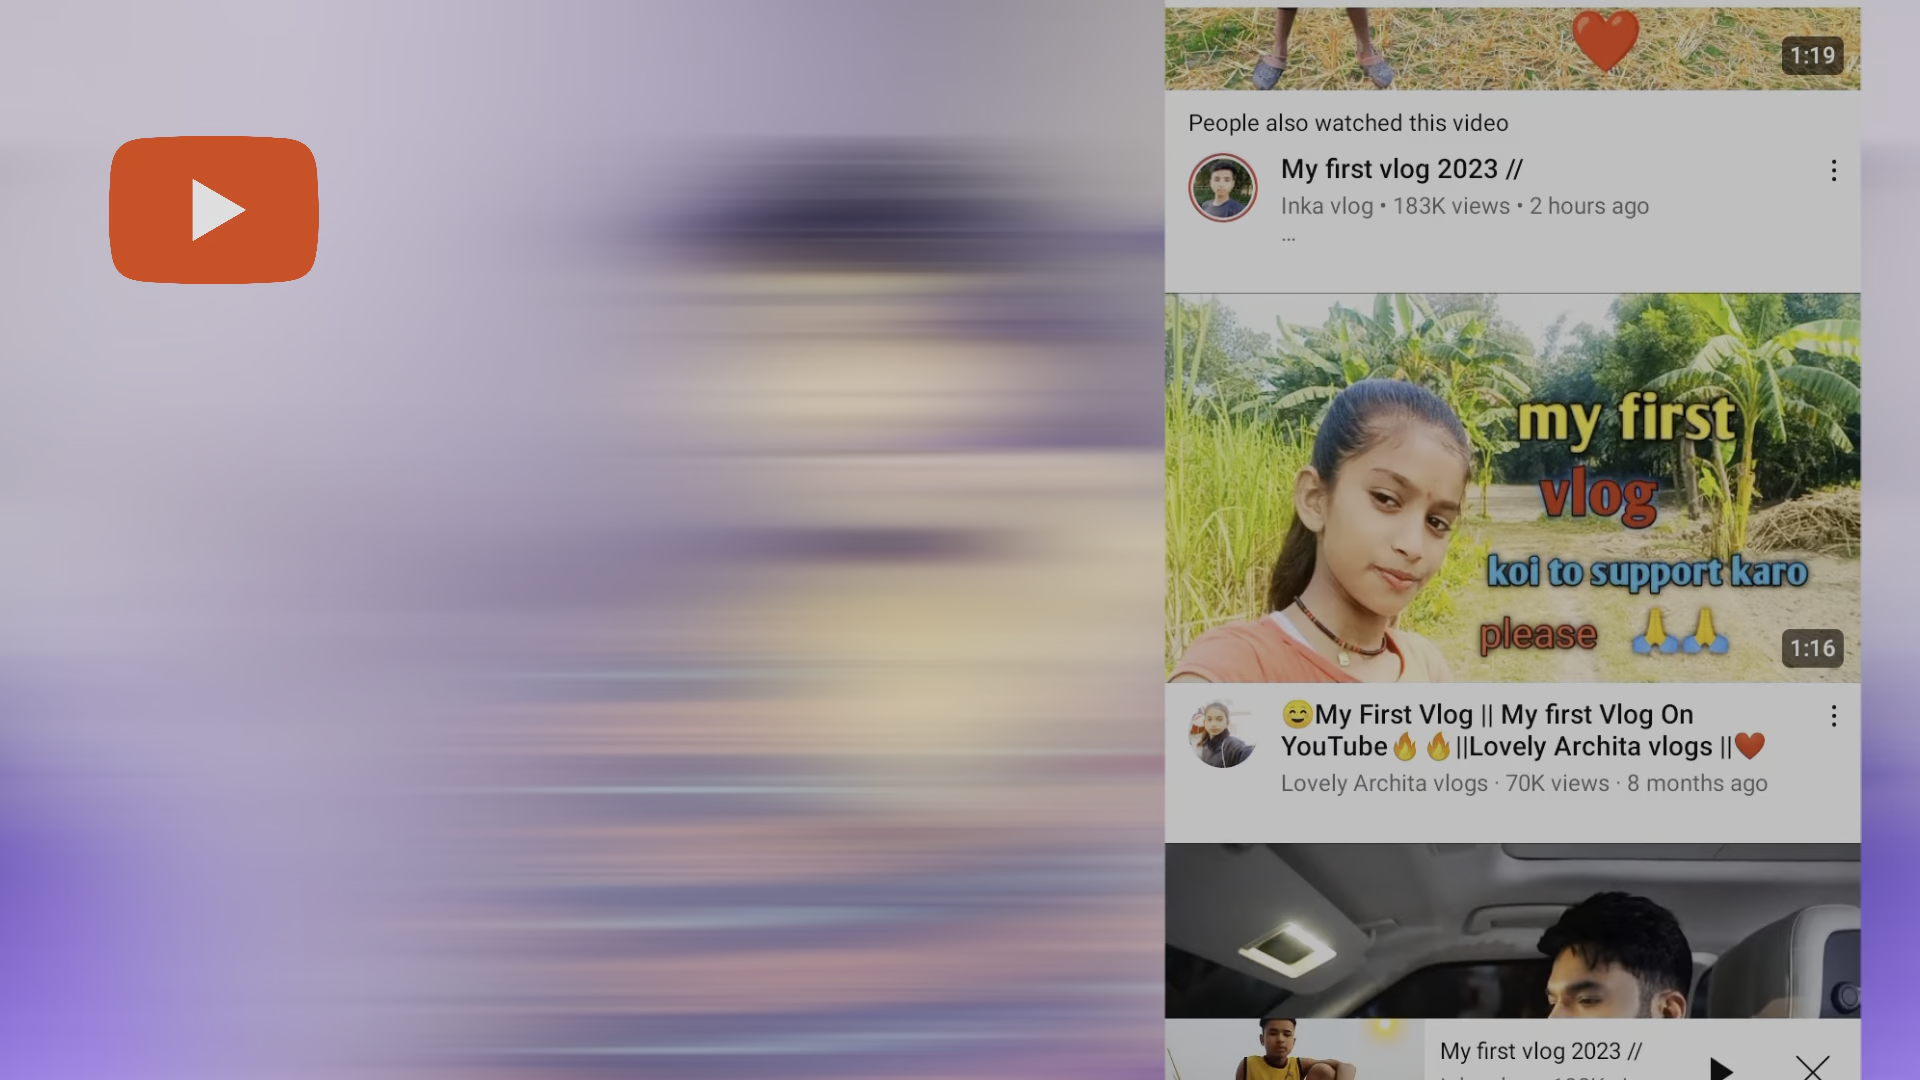 1:19
People also watched this video
My first vlog 2023 //
Inka vlog • 183K views • 2 hours ago
...
my first
vlog
koi to support karo
please 🙏🙏
1:16
😊My First Vlog || My first Vlog On
YouTube🔥🔥||Lovely Archita vlogs ||❤️
Lovely Archita vlogs · 70K views · 8 months ago
My first vlog 2023 //